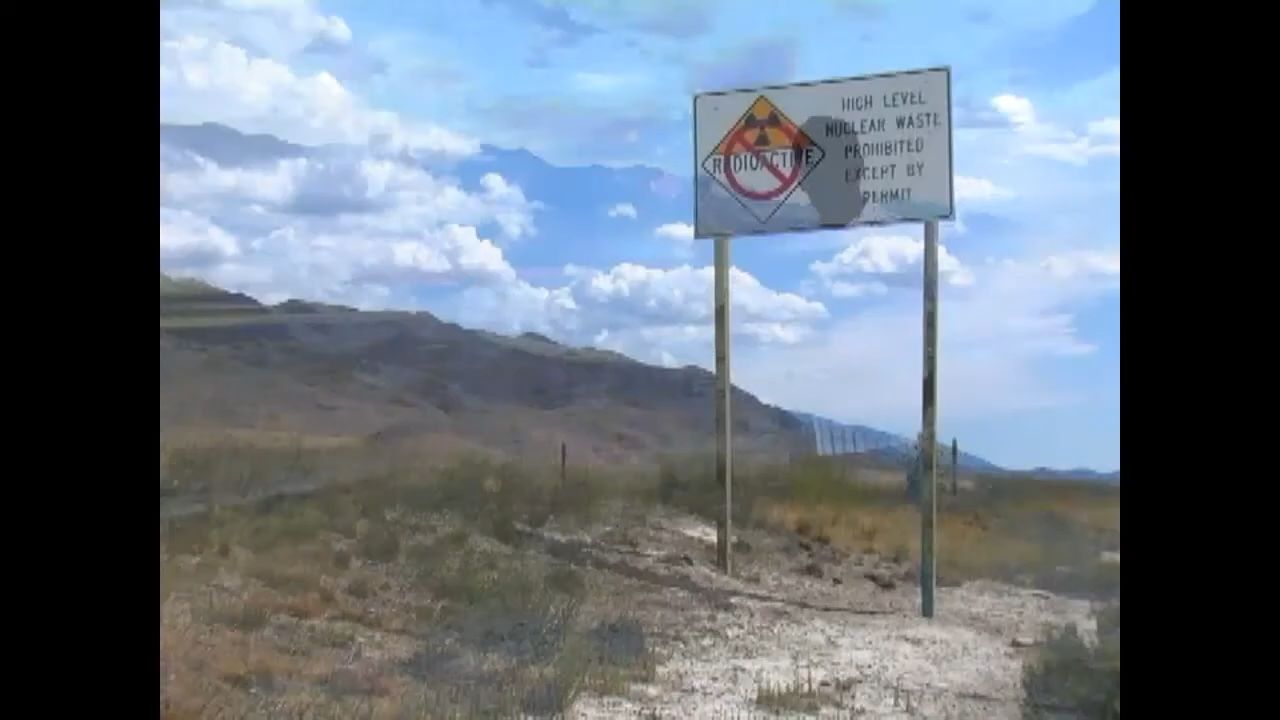 RADIOACTIVE
HIGH LEVEL
NUCLEAR WASTE
PROHIBITED
EXCEPT BY
PERMIT